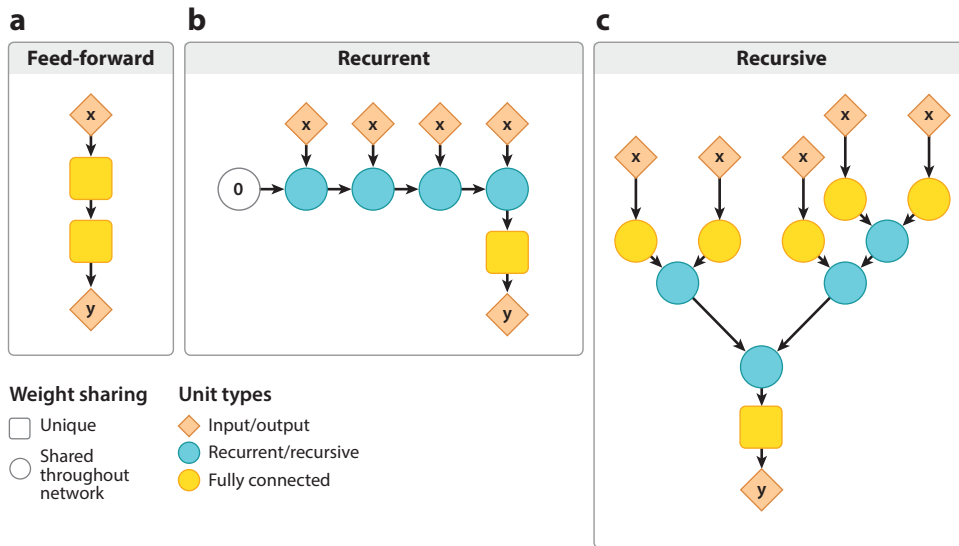 a
Feed-forward
x
y
b
Recurrent
x x x x
0
y
c
Recursive
x x
x x x
y
Weight sharing
Unique
Shared
throughout
network
Unit types
Input/output
Recurrent/recursive
Fully connected